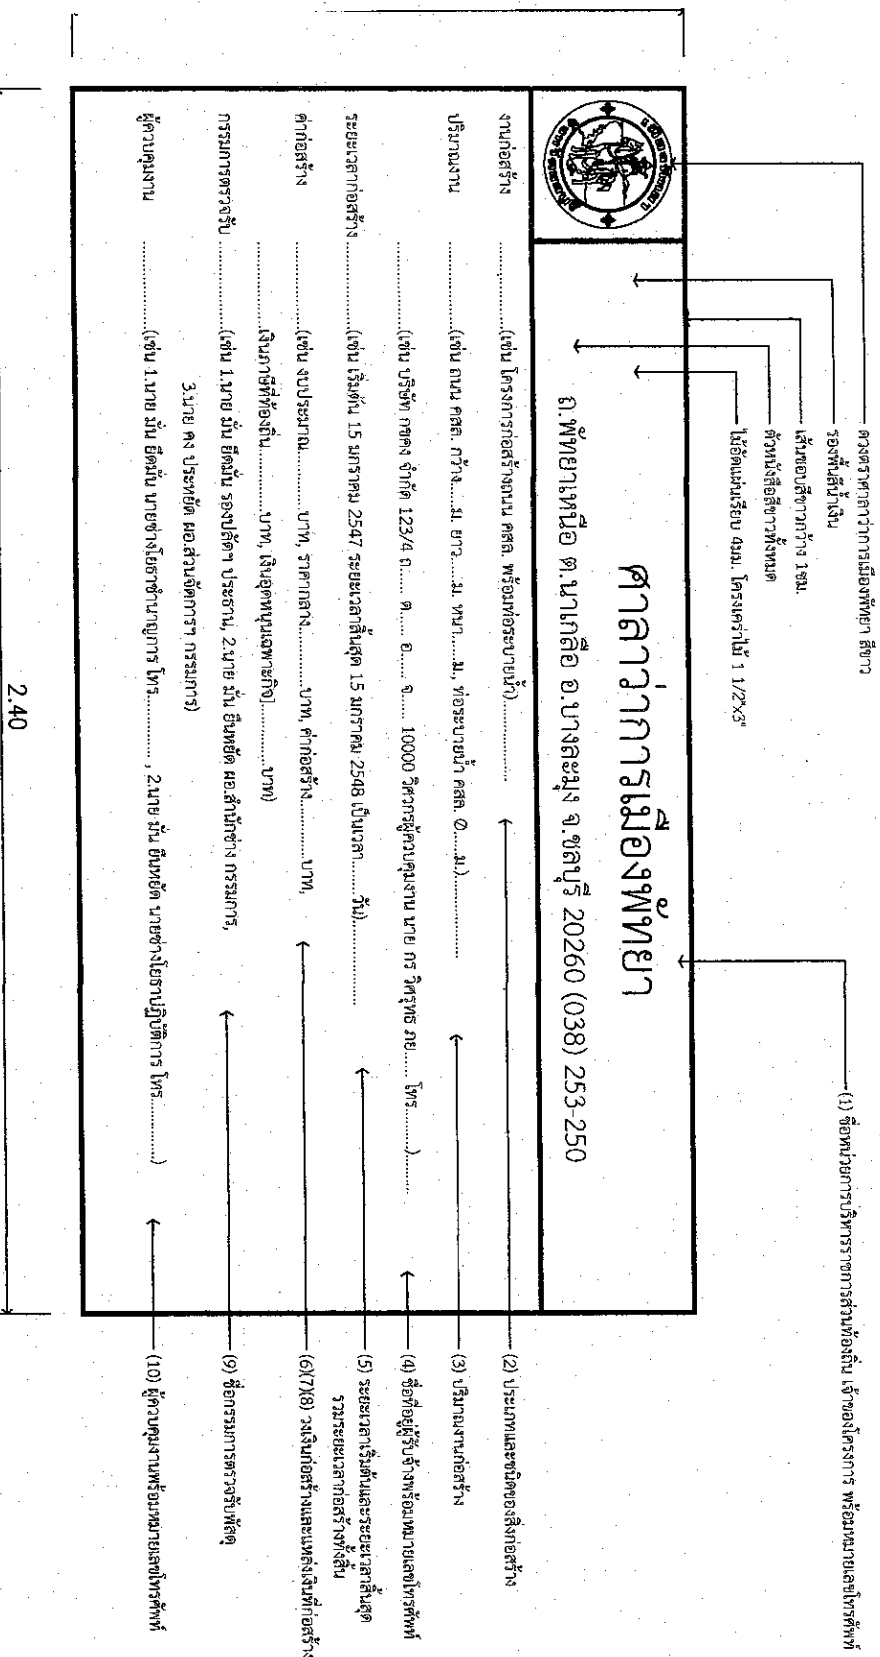 ดวงตราศาลาว่าการเมืองพัทยา สีขาว
รองพื้นสีน้ำเงิน
เส้นขอบสีขาวกว้าง 1ซม.
ตัวหนังสือสีขาวทั้งหมด
ไม้อัดแผ่นเรียบ 4มม. โครงเคร่าไม้ 1 1/2"x3"
(1) ชื่อหน่วยการบริหารราชการส่วนท้องถิ่น เจ้าของโครงการ พร้อมหมายเลขโทรศัพท์
ศาลาว่าการเมืองพัทยา
ถ.พัทยาเหนือ ต.นาเกลือ อ.บางละมุง จ.ชลบุรี 20260 (038) 253-250
งานก่อสร้าง ................(เช่น โครงการก่อสร้างถนน คสล. พร้อมท่อระบายน้ำ)................
(2) ประเภทและชนิดของสิ่งก่อสร้าง
ปริมาณงาน ................(เช่น ถนน คสล. กว้าง.....ม. ยาว.....ม. หนา.....ม., ท่อระบายน้ำ คสล. Ø.....ม.)................
(3) ปริมาณงานก่อสร้าง
................(เช่น บริษัท กขคง จำกัด 123/4 ถ...... ต...... อ...... จ...... 10000 วิศวกรผู้ควบคุมงาน นาย กร วิศรุทธ ภย...... โทร.........)..........
(4) ชื่อที่อยู่ผู้รับจ้างพร้อมหมายเลขโทรศัพท์
ระยะเวลาก่อสร้าง................(เช่น เริ่มต้น 15 มกราคม 2547 ระยะเวลาสิ้นสุด 15 มกราคม 2548 เป็นเวลา........วัน)................
(5) ระยะเวลาเริ่มต้นและระยะเวลาสิ้นสุด
รวมระยะเวลาก่อสร้างทั้งสิ้น
ค่าก่อสร้าง ................(เช่น งบประมาณ............บาท, ราคากลาง............บาท, ค่าก่อสร้าง............บาท,
................เงินภาษีที่ท้องถิ่น............บาท, เงินอุดหนุนเฉพาะกิจ]............บาท)
(6)(7)(8) วงเงินก่อสร้างและแหล่งเงินที่ก่อสร้าง
กรรมการตรวจรับ ................(เช่น 1.นาย มั่น ยึดมั่น รองปลัดฯ ประธาน, 2.นาย มั่น ยืนหยัด ผอ.สำนักช่าง กรรมการ,
3.นาย คง ประหยัด ผอ.ส่วนจัดการฯ กรรมการ)
(9) ชื่อกรรมการตรวจรับพัสดุ
ผู้ควบคุมงาน ................(เช่น 1.นาย มั่น ยึดมั่น นายช่างโยธาชำนาญการ โทร.............. , 2.นาย มั่น ยืนหยัด นายช่างโยธาปฏิบัติการ โทร..............)
(10) ผู้ควบคุมงานพร้อมหมายเลขโทรศัพท์
2.40